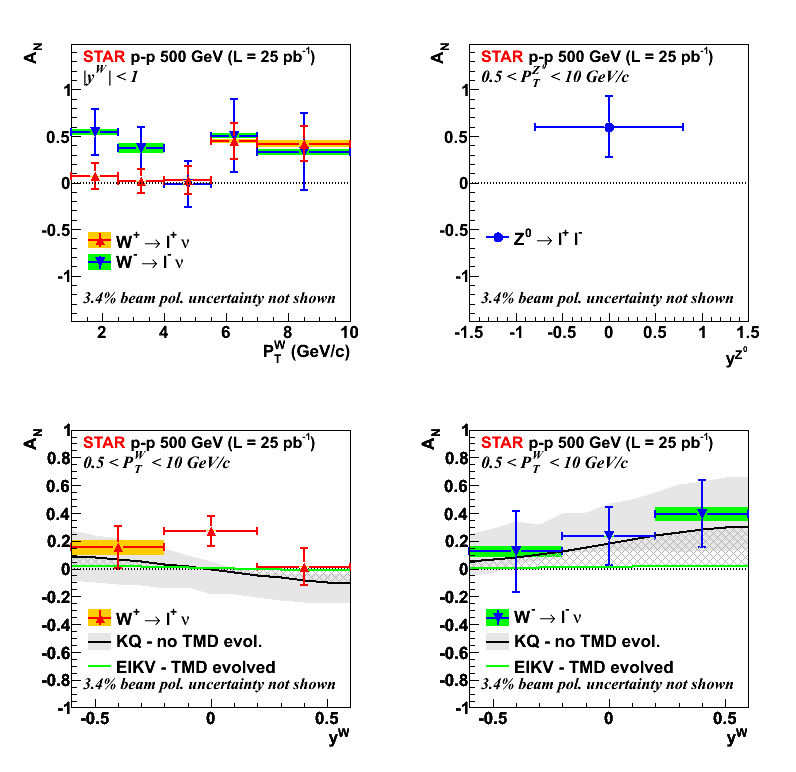 A_N
STAR p-p 500 GeV (L = 25 pb⁻¹)
|y^W| < 1
1
0.5
0
-0.5
-1
W⁺ → l⁺ ν
W⁻ → l⁻ ν
3.4% beam pol. uncertainty not shown
2 4 6 8 10
P_T^W (GeV/c)
A_N
STAR p-p 500 GeV (L = 25 pb⁻¹)
0.5 < P_T^Z⁰ < 10 GeV/c
1
0.5
0
-0.5
-1
Z⁰ → l⁺ l⁻
3.4% beam pol. uncertainty not shown
-1.5 -1 -0.5 0 0.5 1 1.5
y^Z⁰
A_N
1
STAR p-p 500 GeV (L = 25 pb⁻¹)
0.8
0.5 < P_T^W < 10 GeV/c
0.6
0.4
0.2
0
-0.2
W⁺ → l⁺ ν
-0.4
KQ - no TMD evol.
-0.6
EIKV - TMD evolved
-0.8
3.4% beam pol. uncertainty not shown
-1
-0.5 0 0.5
y^W
A_N
1
STAR p-p 500 GeV (L = 25 pb⁻¹)
0.8
0.5 < P_T^W < 10 GeV/c
0.6
0.4
0.2
0
-0.2
W⁻ → l⁻ ν
-0.4
KQ - no TMD evol.
-0.6
EIKV - TMD evolved
-0.8
3.4% beam pol. uncertainty not shown
-1
-0.5 0 0.5
y^W